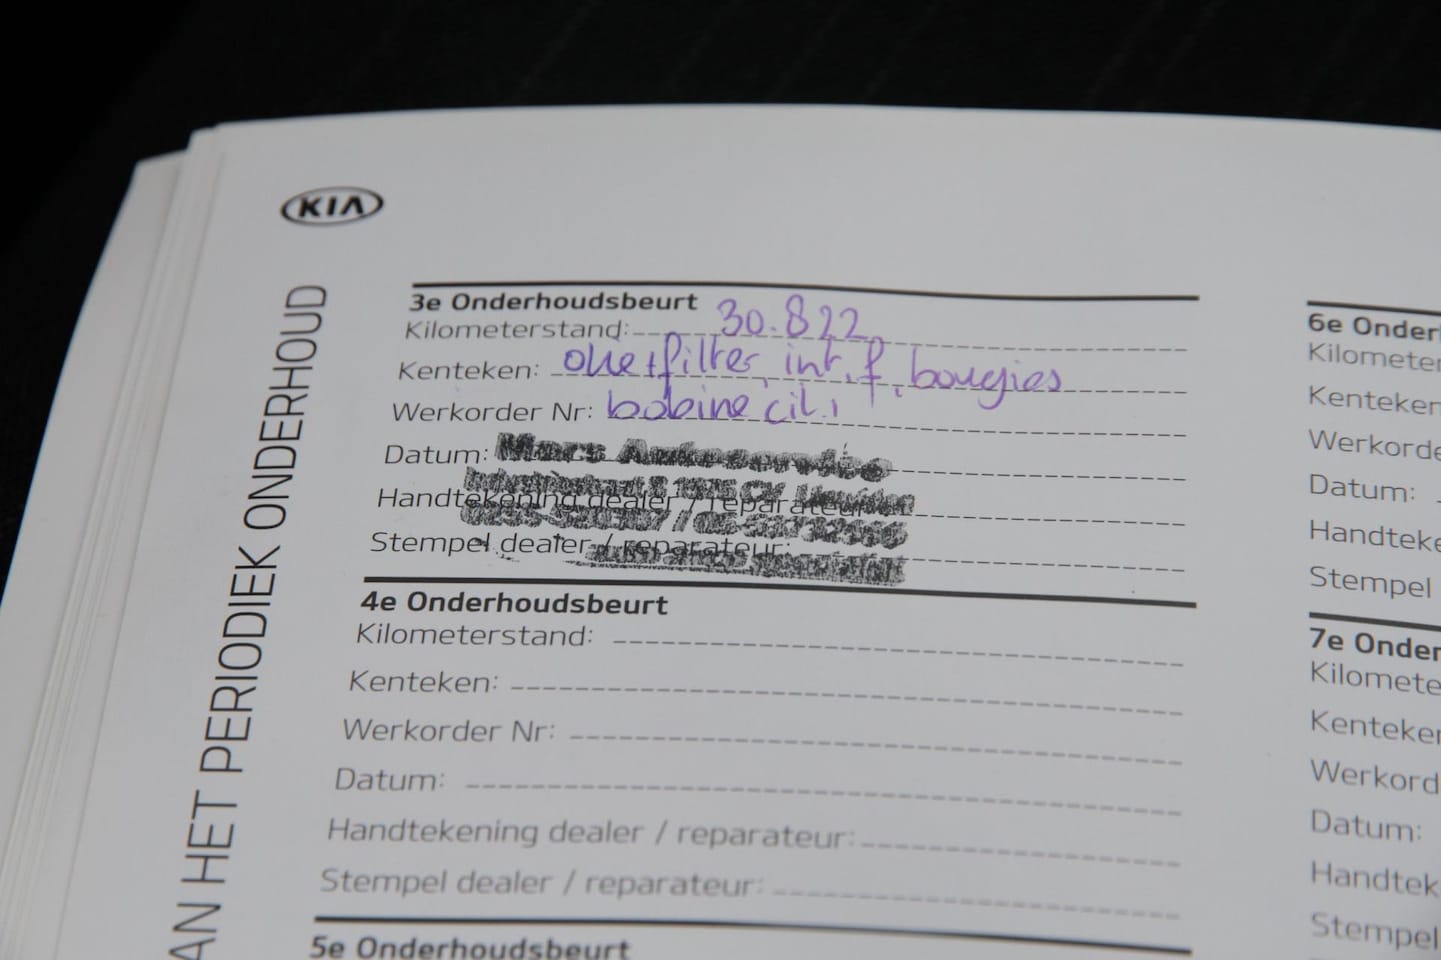 KIA
AN HET PERIODIEK ONDERHOUD
3e Onderhoudsbeurt
Kilometerstand: 30.822
Kenteken: olie+filter, int.f. bougies
Werkorder Nr: bobine cil.1
Datum: Mars Autoservice
Handtekening dealer / reparateur:
Stempel dealer / reparateur:
4e Onderhoudsbeurt
Kilometerstand:
Kenteken:
Werkorder Nr:
Datum:
Handtekening dealer / reparateur:
Stempel dealer / reparateur:
5e Onderhoudsbeurt
6e Onder
Kilometer
Kenteken
Werkorde
Datum:
Handteke
Stempel
7e Onder
Kilomete
Kenteker
Werkord
Datum:
Handtek
Stempel